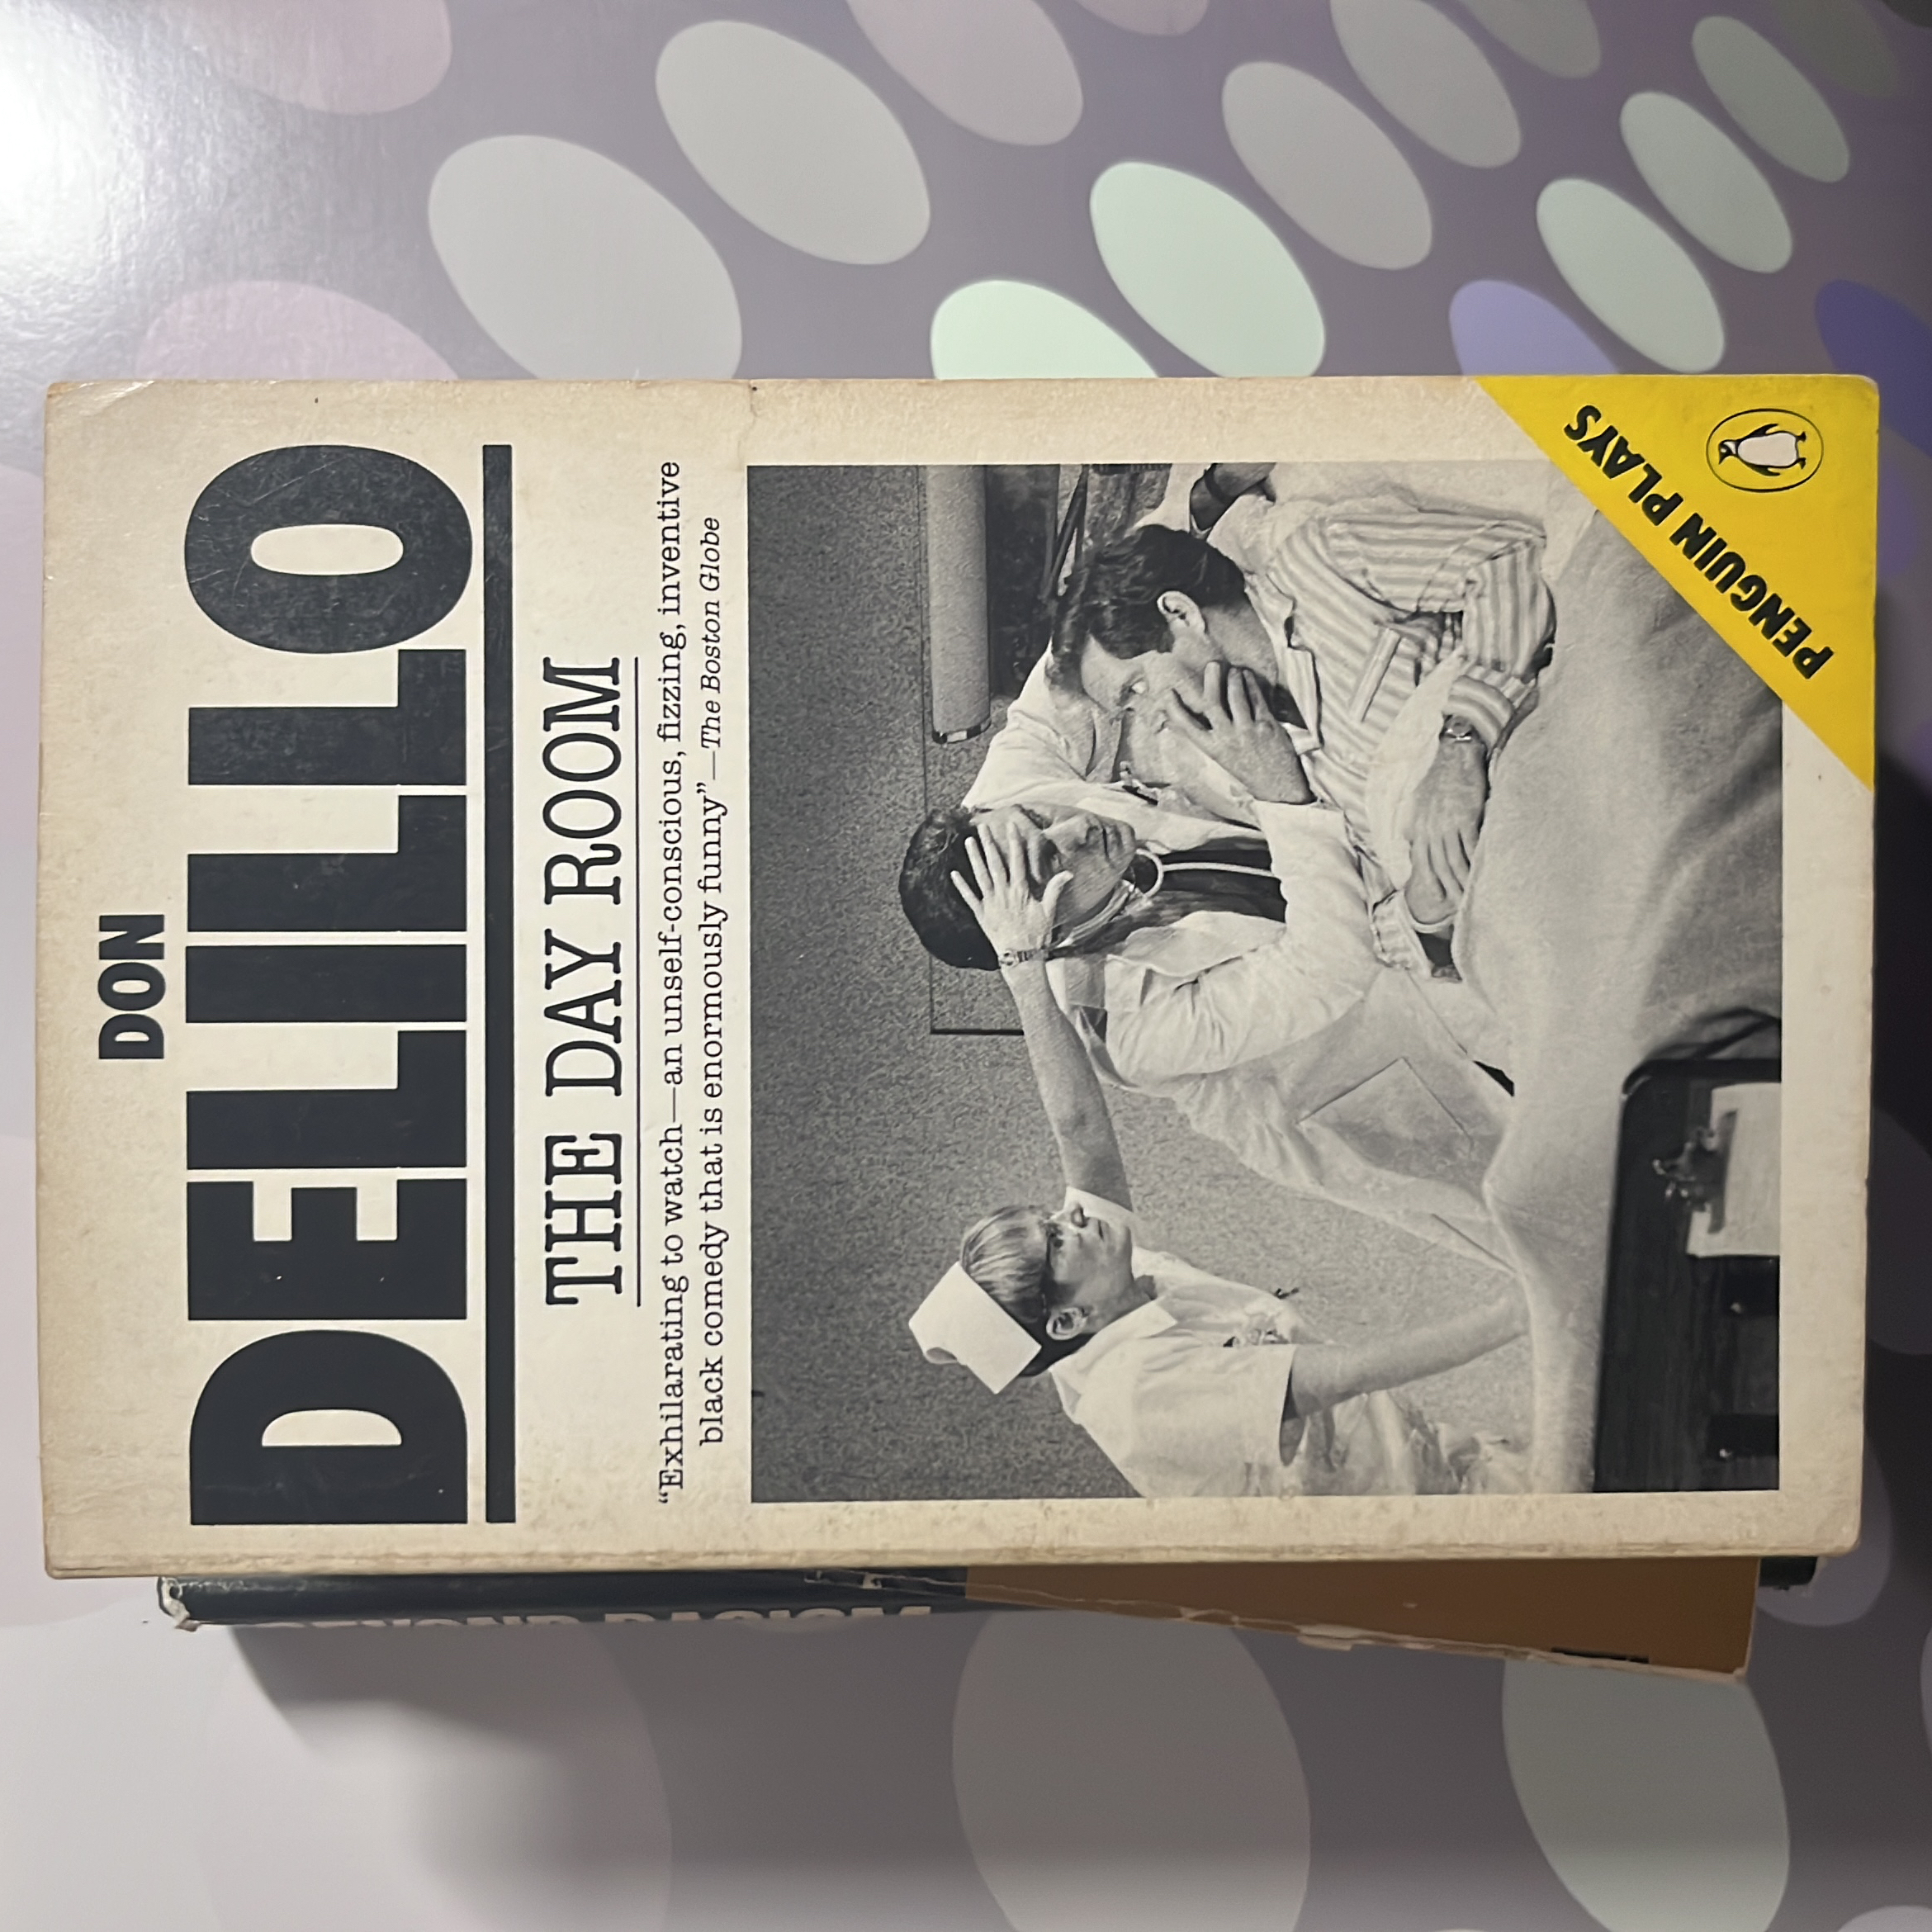 DON
DELILLO
THE DAY ROOM
“Exhilarating to watch—an unself-conscious, fizzing, inventive
black comedy that is enormously funny”—The Boston Globe
PENGUIN PLAYS